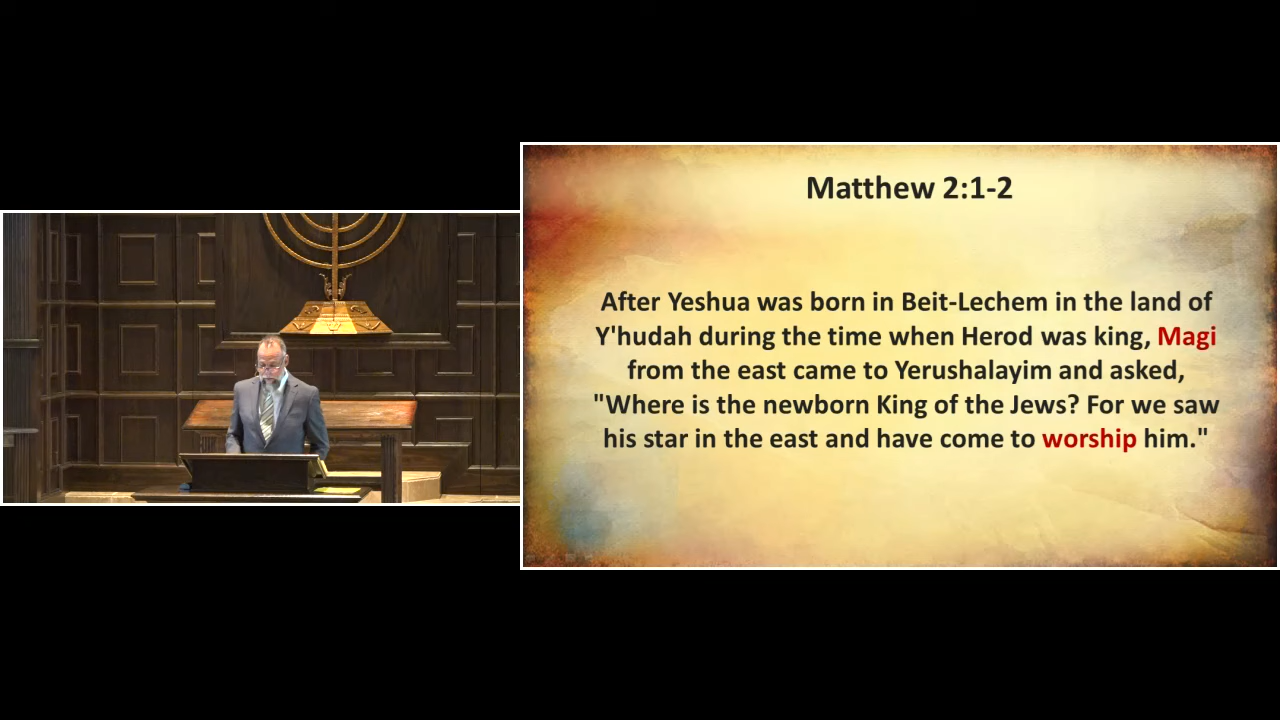 Matthew 2:1-2
After Yeshua was born in Beit-Lechem in the land of
Y'hudah during the time when Herod was king, Magi
from the east came to Yerushalayim and asked,
"Where is the newborn King of the Jews? For we saw
his star in the east and have come to worship him."